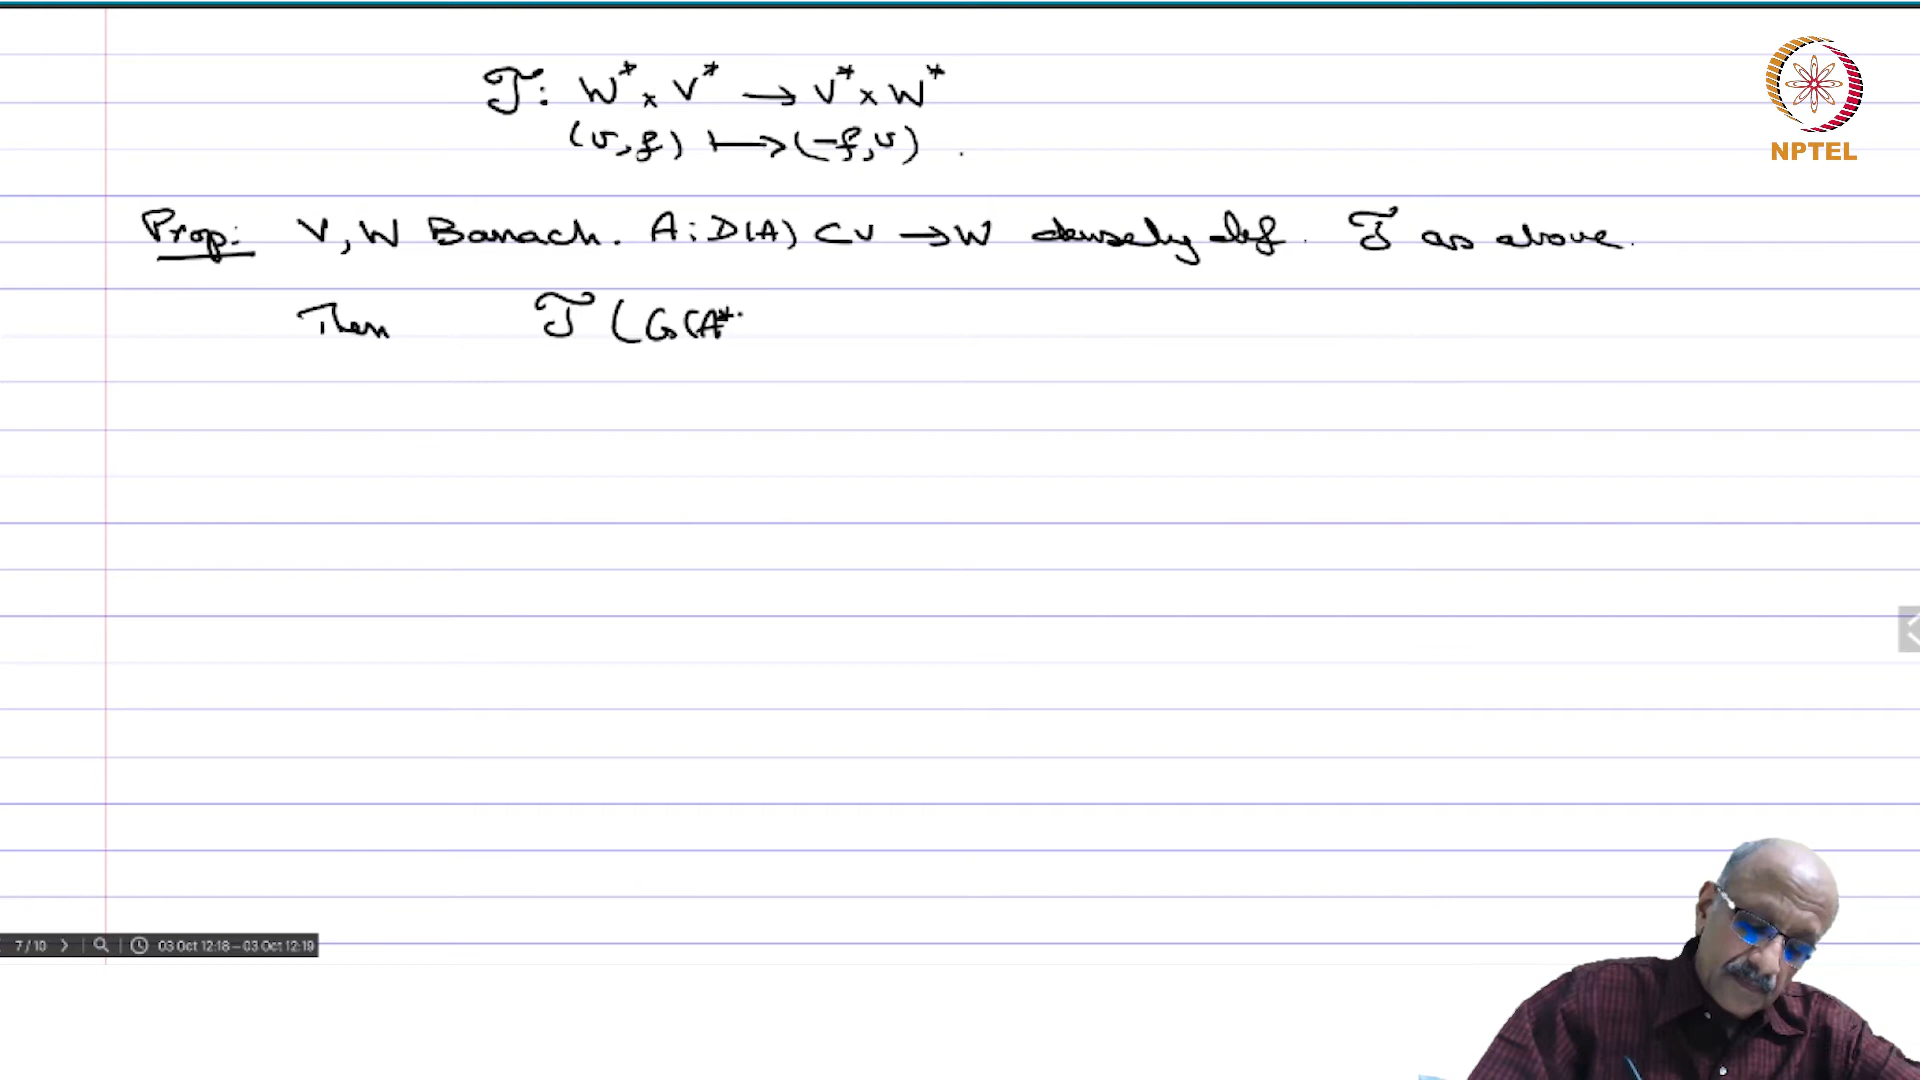 𝒥: W* × V* → V* × W*
(v, f) ↦ (-f, v).
NPTEL
Prop: V, W Banach. A: D(A) ⊂ V → W densely def. 𝒥 as above.
Then 𝒥(G(A*
7/10 > 03 Oct 12:18 – 03 Oct 12:19